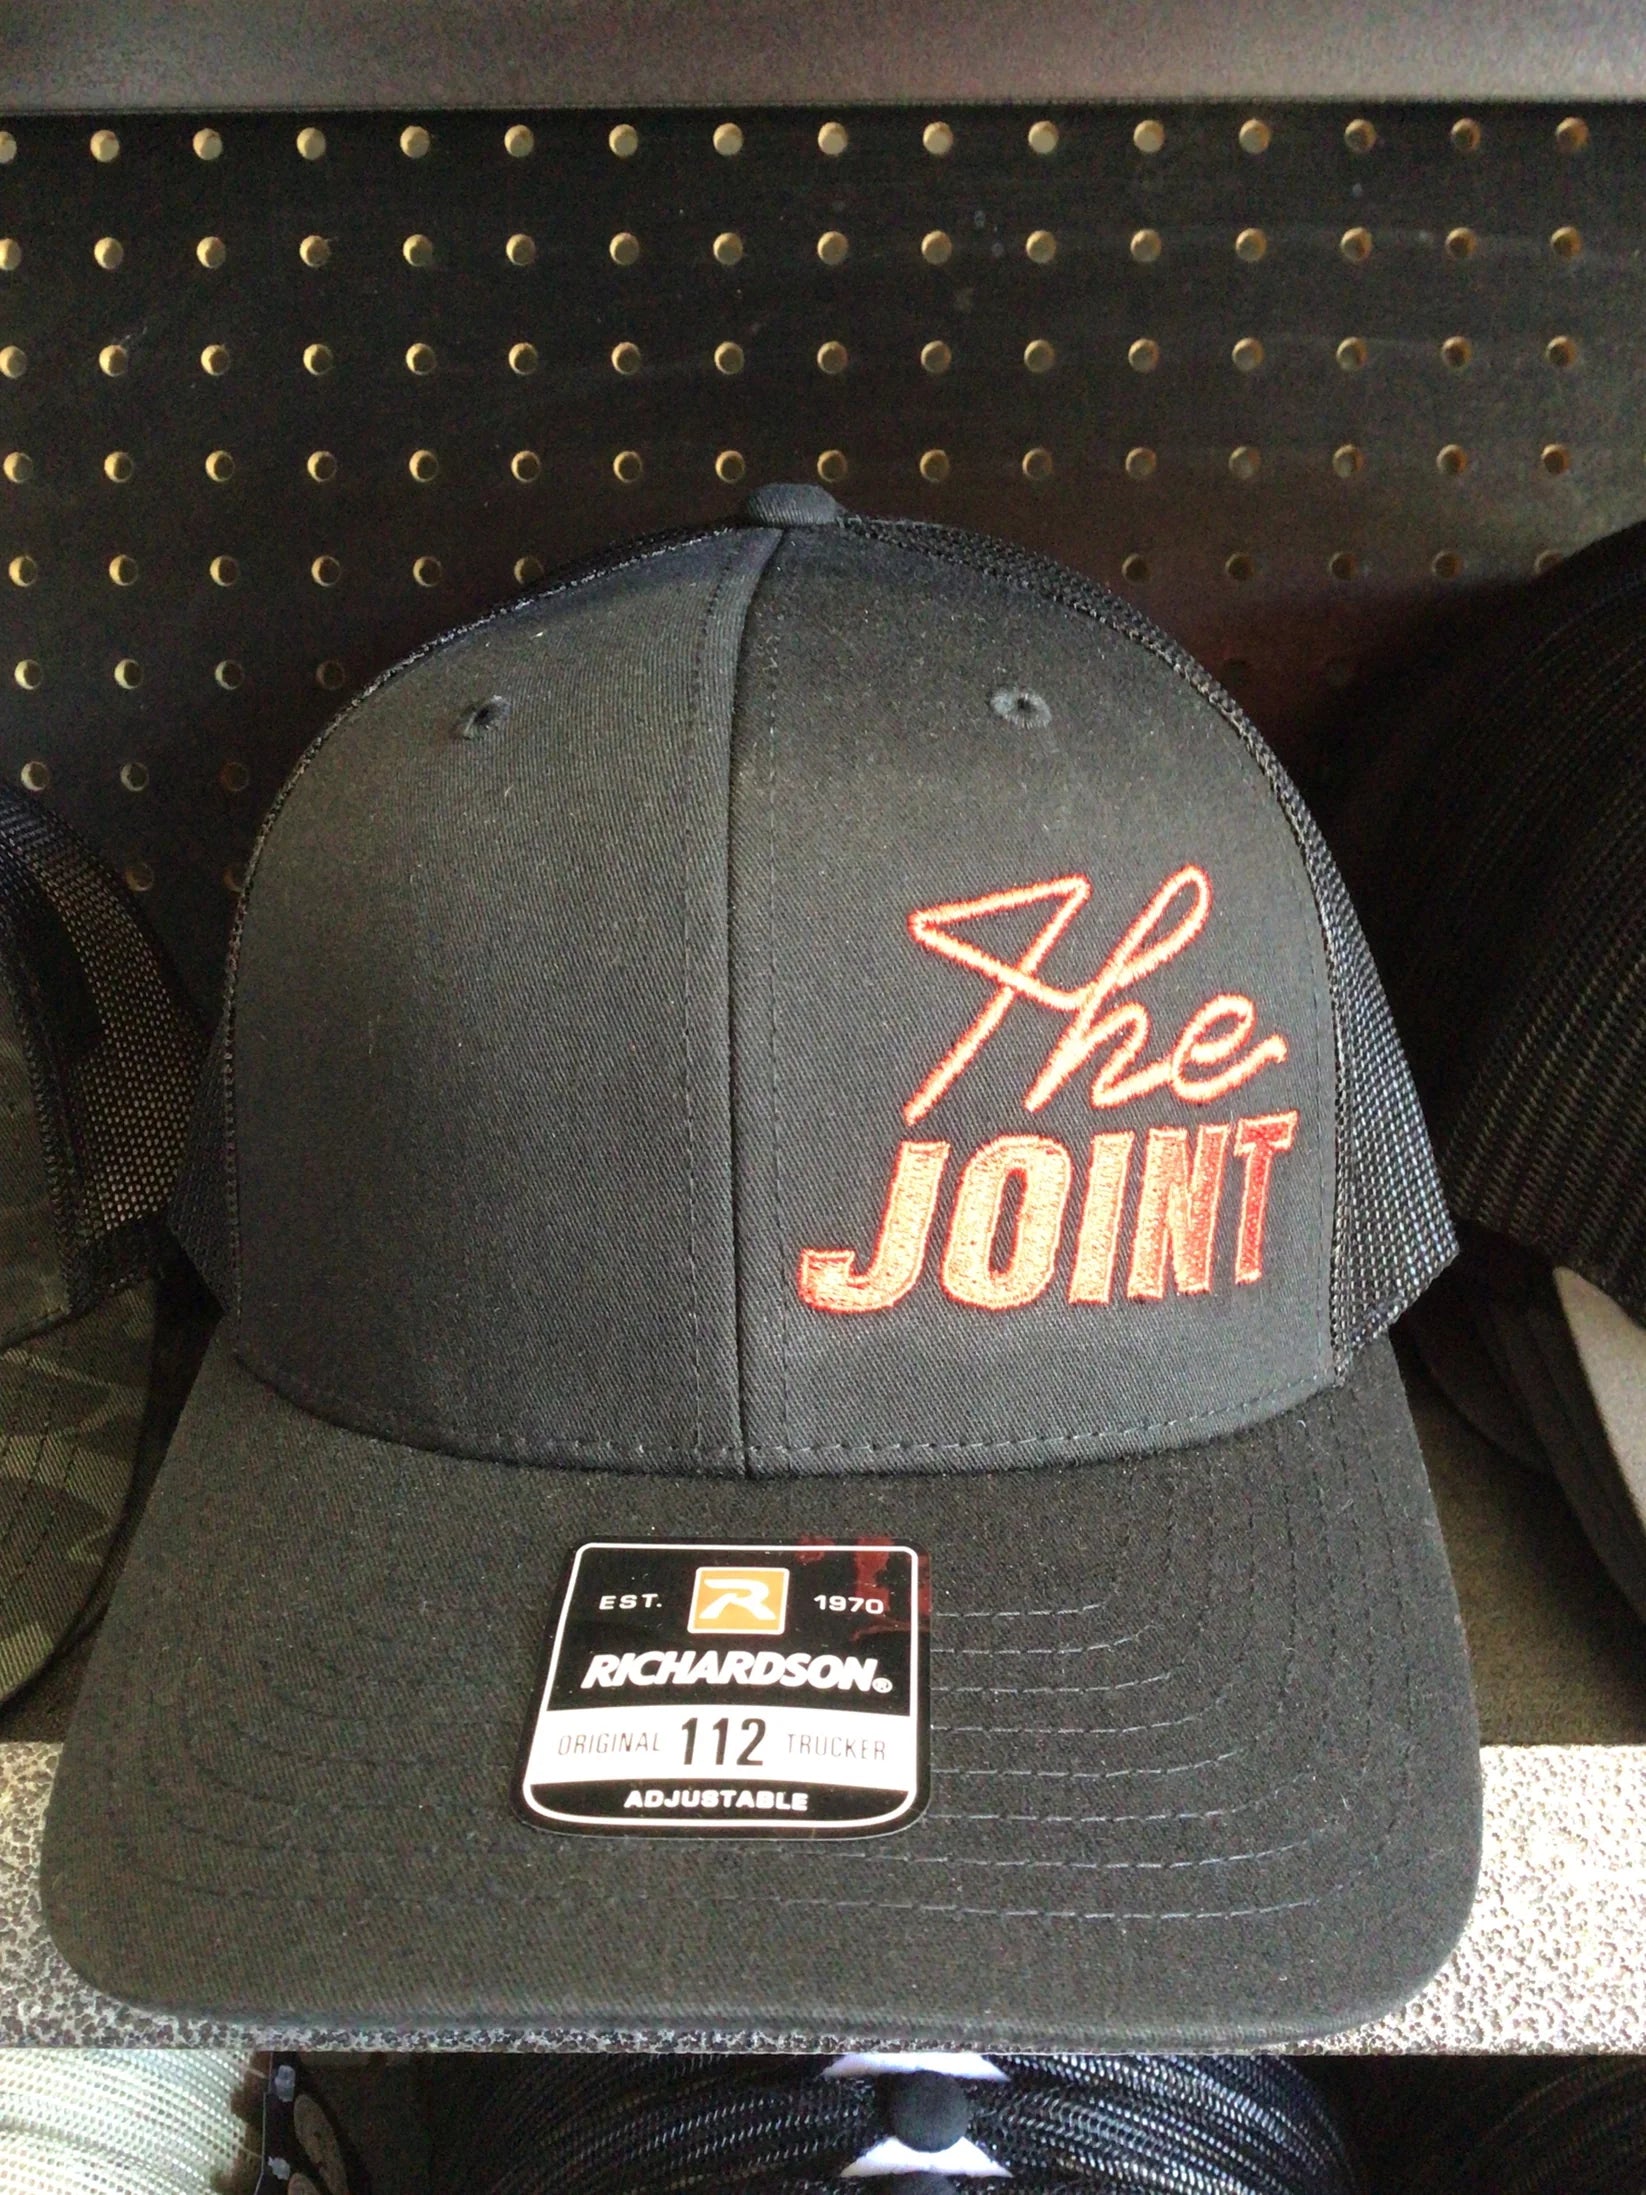 The
JOINT
EST. R 1970
RICHARDSON®
ORIGINAL 112 TRUCKER
ADJUSTABLE